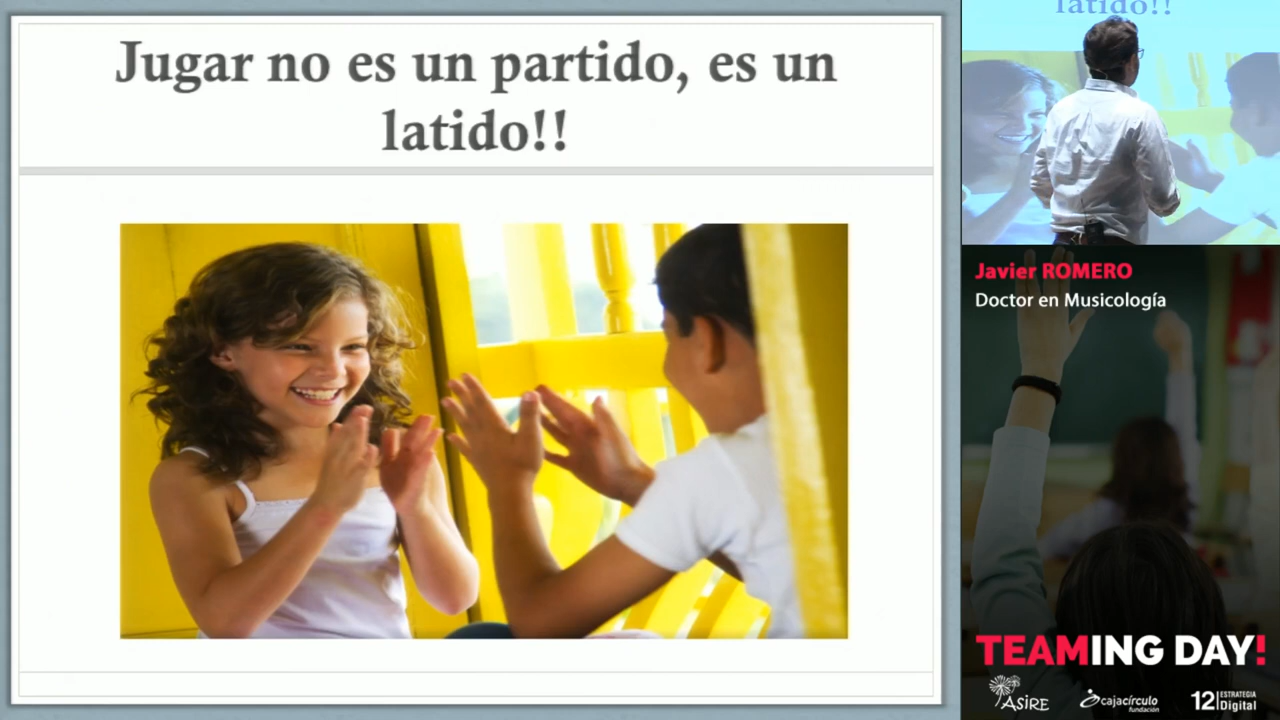 Jugar no es un partido, es un
latido!!
latido!!
Javier ROMERO
Doctor en Musicología
TEAMING DAY!
ASIRE
cajacírculo
fundación
12 ESTRATEGIA
Digital